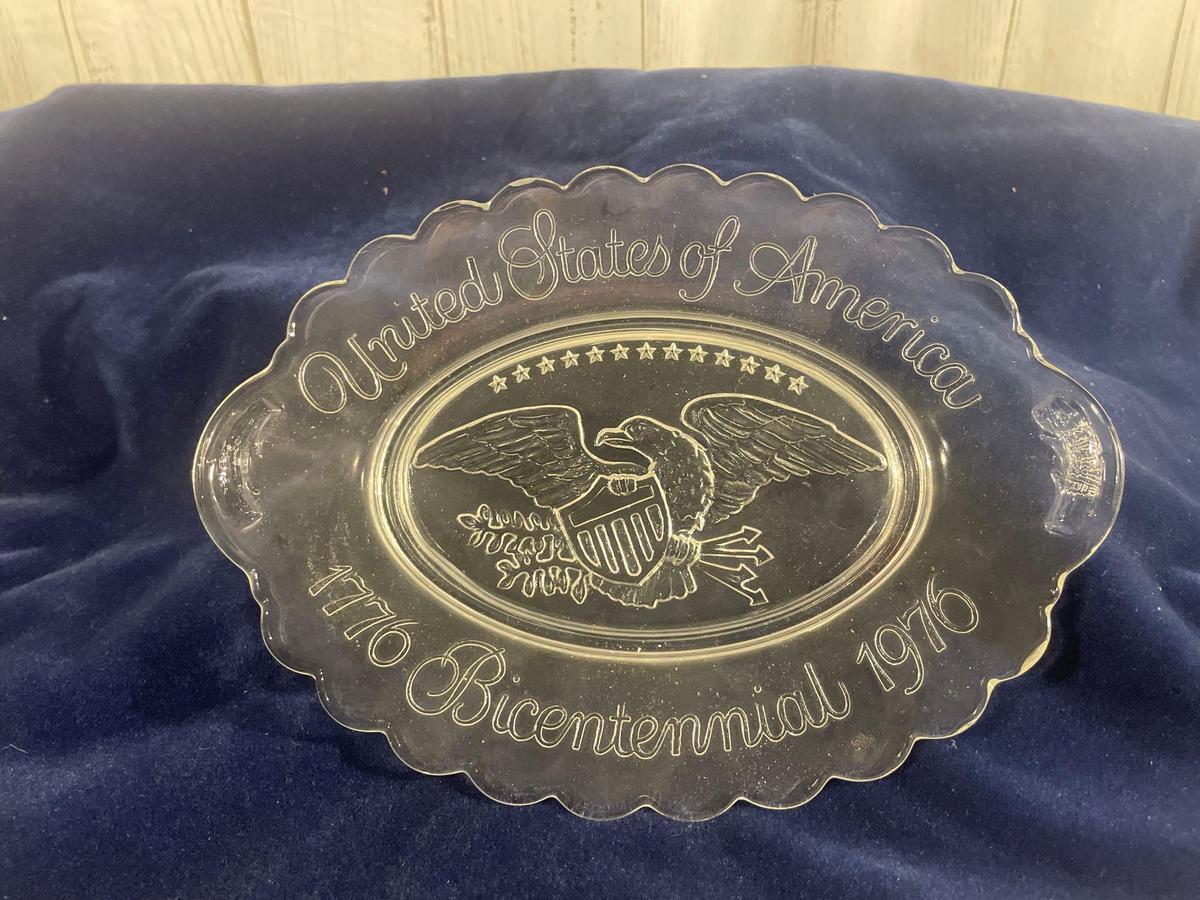 United States of America
1776 Bicentennial 1976